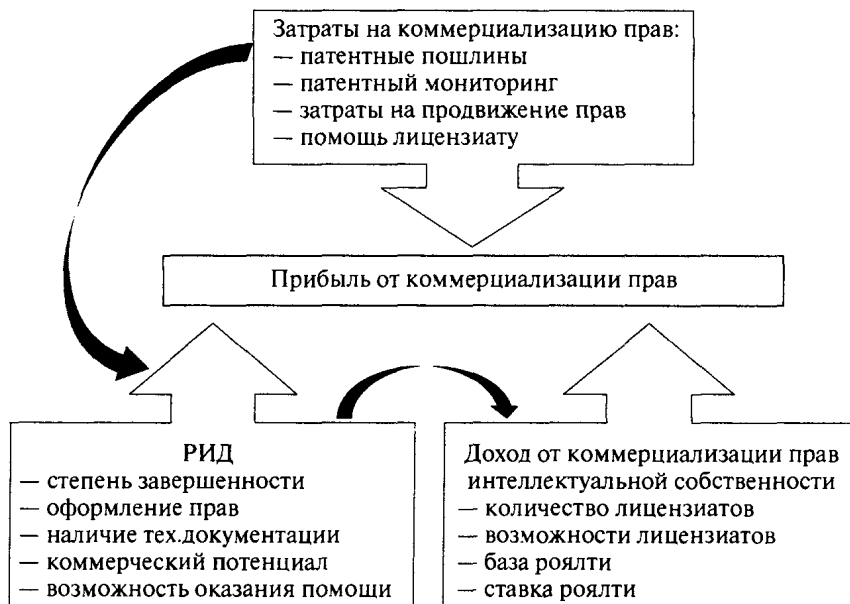 Затраты на коммерциализацию прав:
— патентные пошлины
— патентный мониторинг
— затраты на продвижение прав
— помощь лицензиату
Прибыль от коммерциализации прав
РИД
— степень завершенности
— оформление прав
— наличие тех.документации
— коммерческий потенциал
— возможность оказания помощи
Доход от коммерциализации прав
интеллектуальной собственности
— количество лицензиатов
— возможности лицензиатов
— база роялти
— ставка роялти